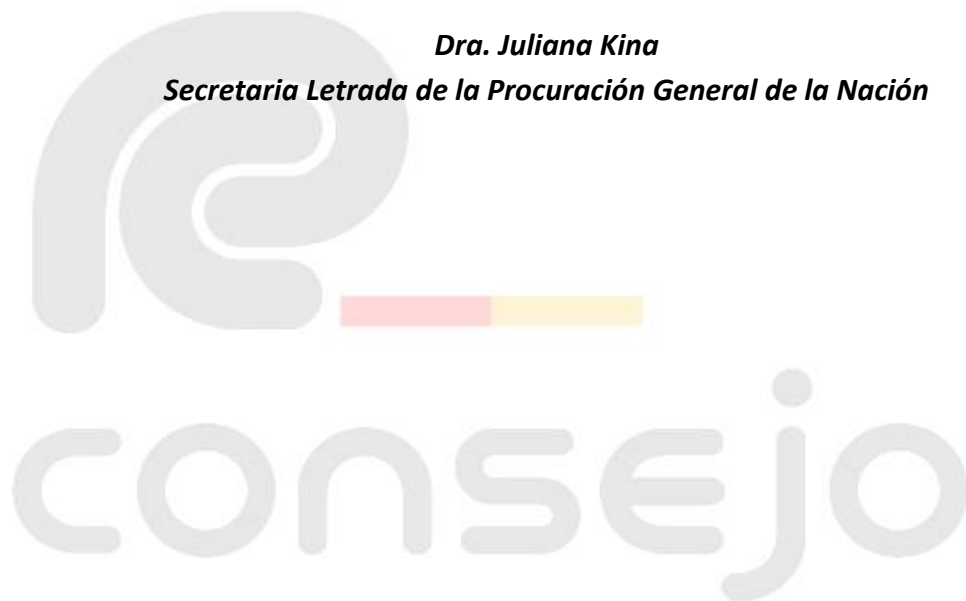 Dra. Juliana Kina
Secretaria Letrada de la Procuración General de la Nación
consejo